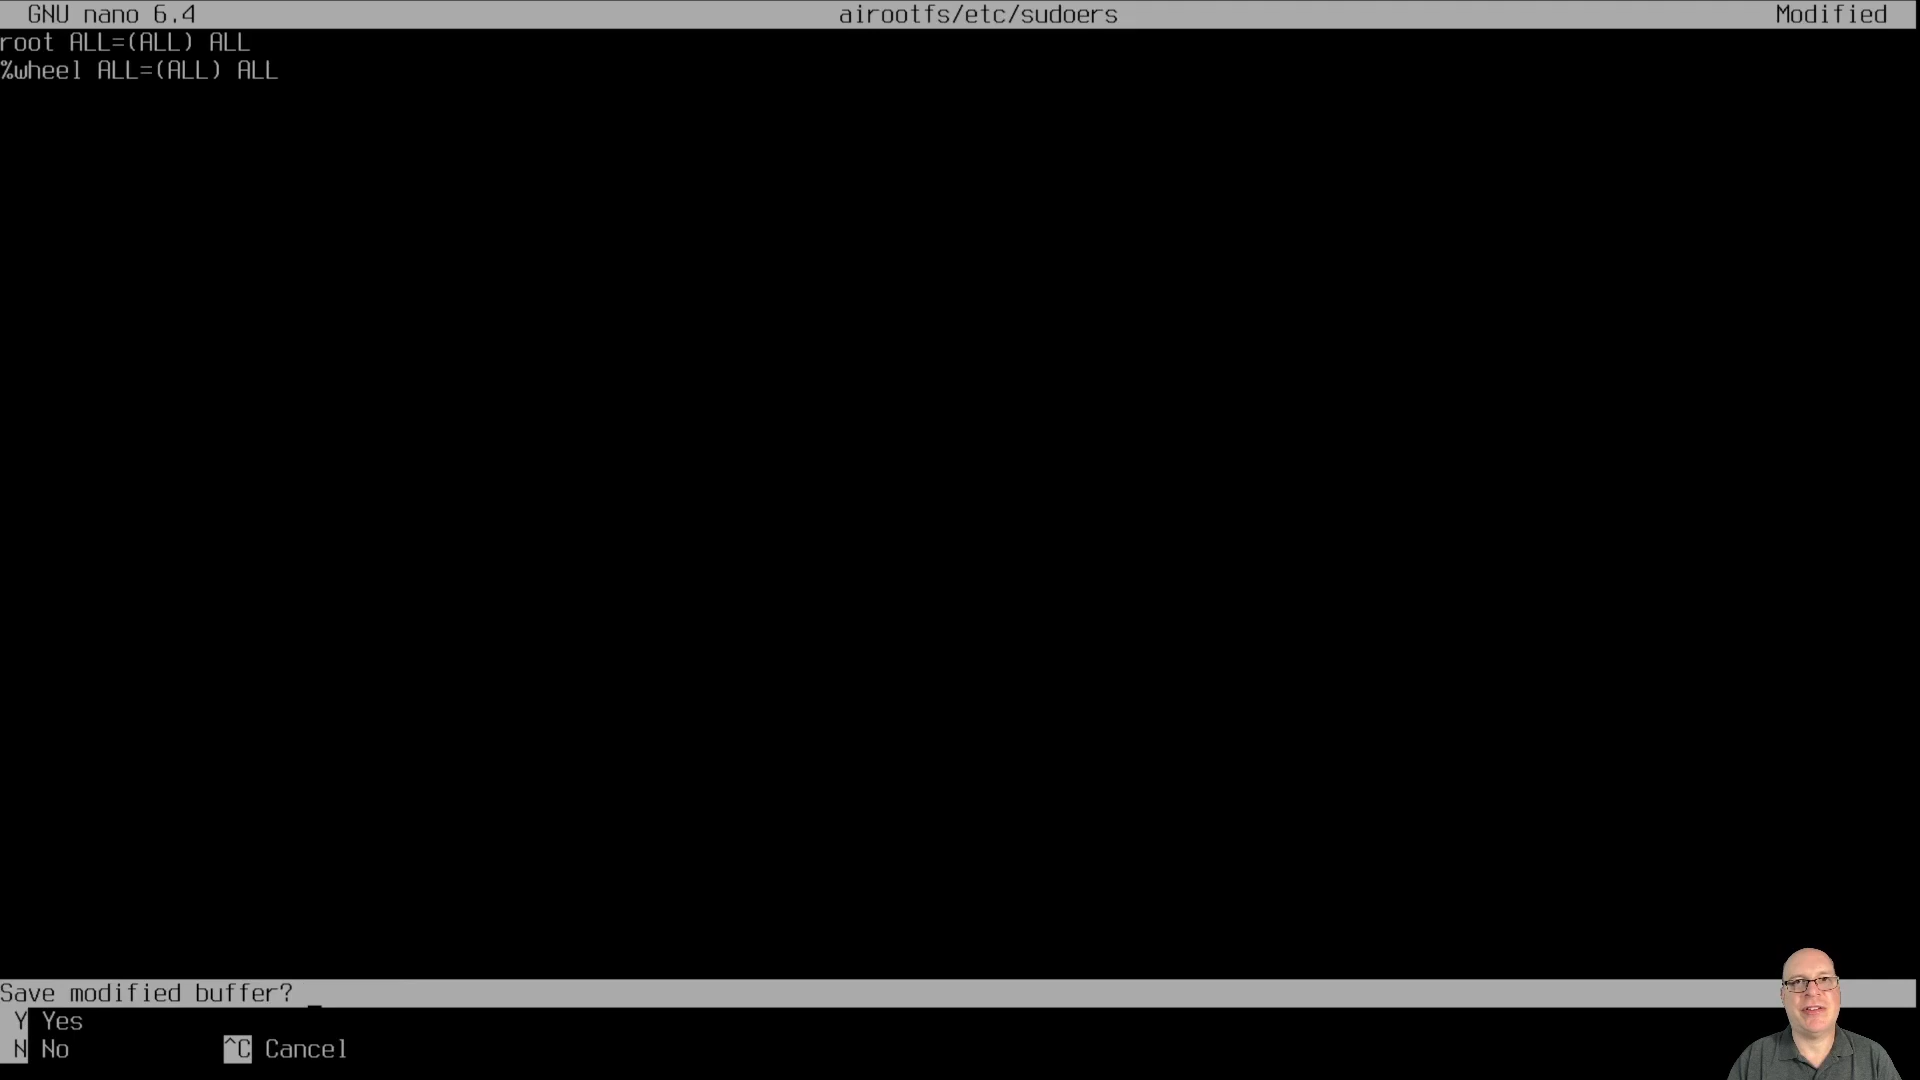 GNU nano 6.4 airootfs/etc/sudoers Modified
root ALL=(ALL) ALL
%wheel ALL=(ALL) ALL
Save modified buffer?
Y Yes
N No ^C Cancel